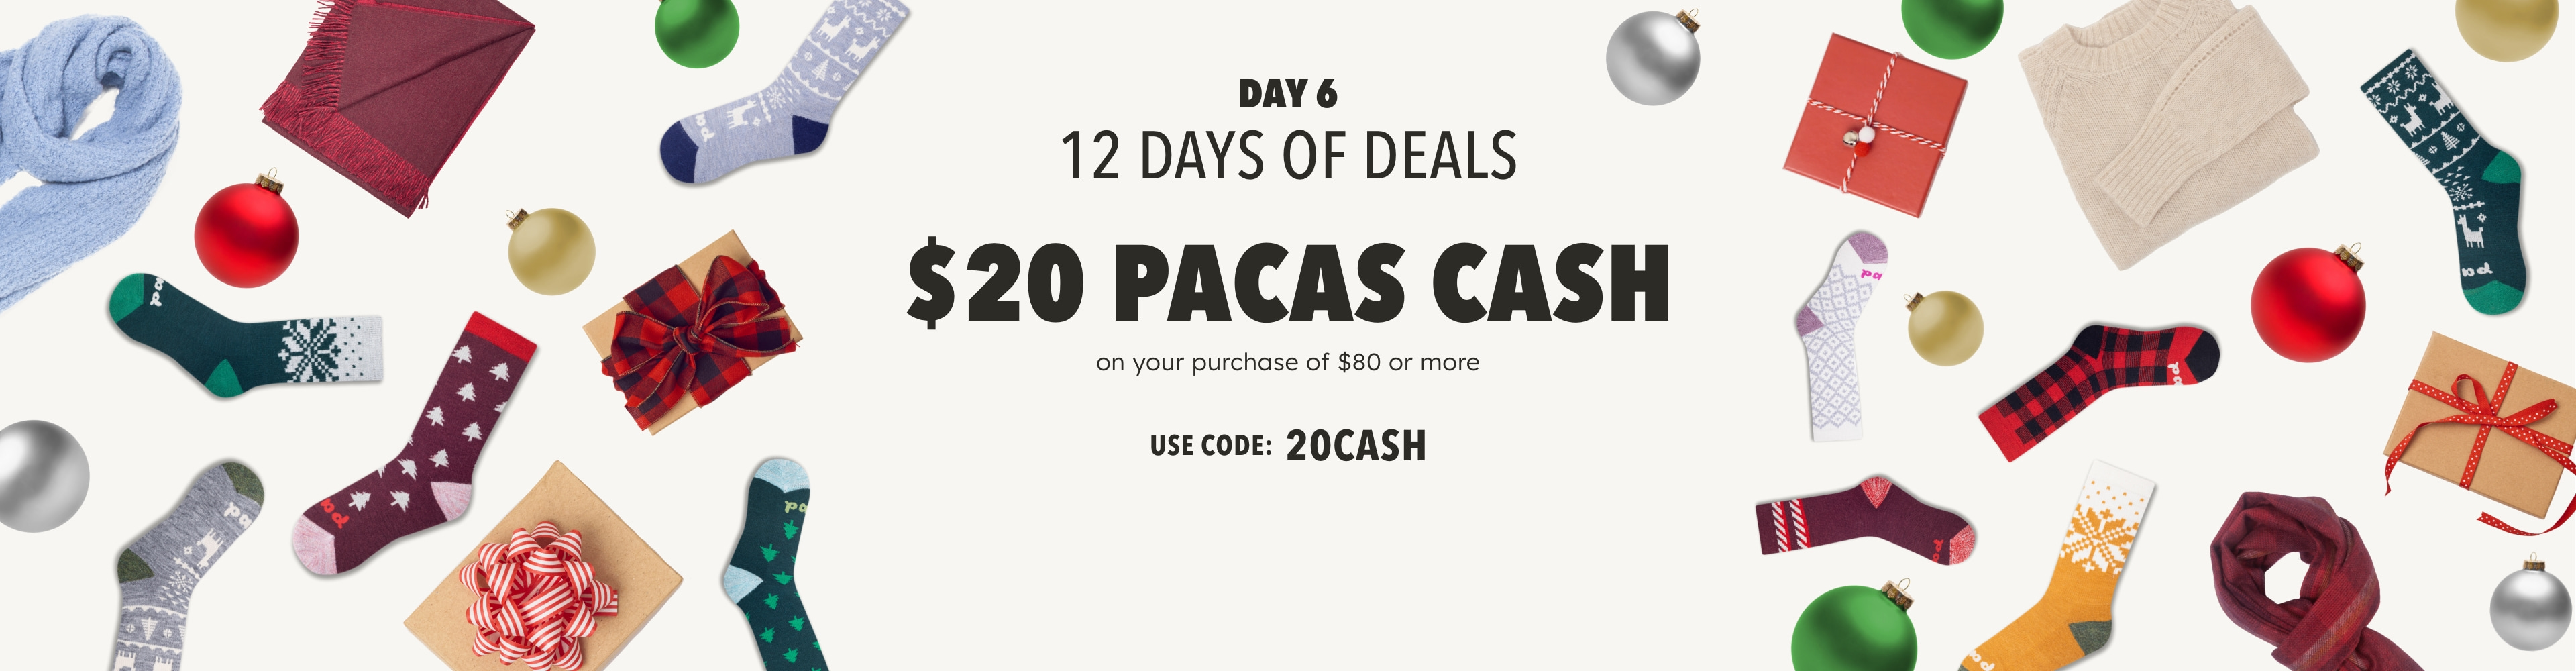 DAY 6
12 DAYS OF DEALS
$20 PACAS CASH
on your purchase of $80 or more
USE CODE: 20CASH